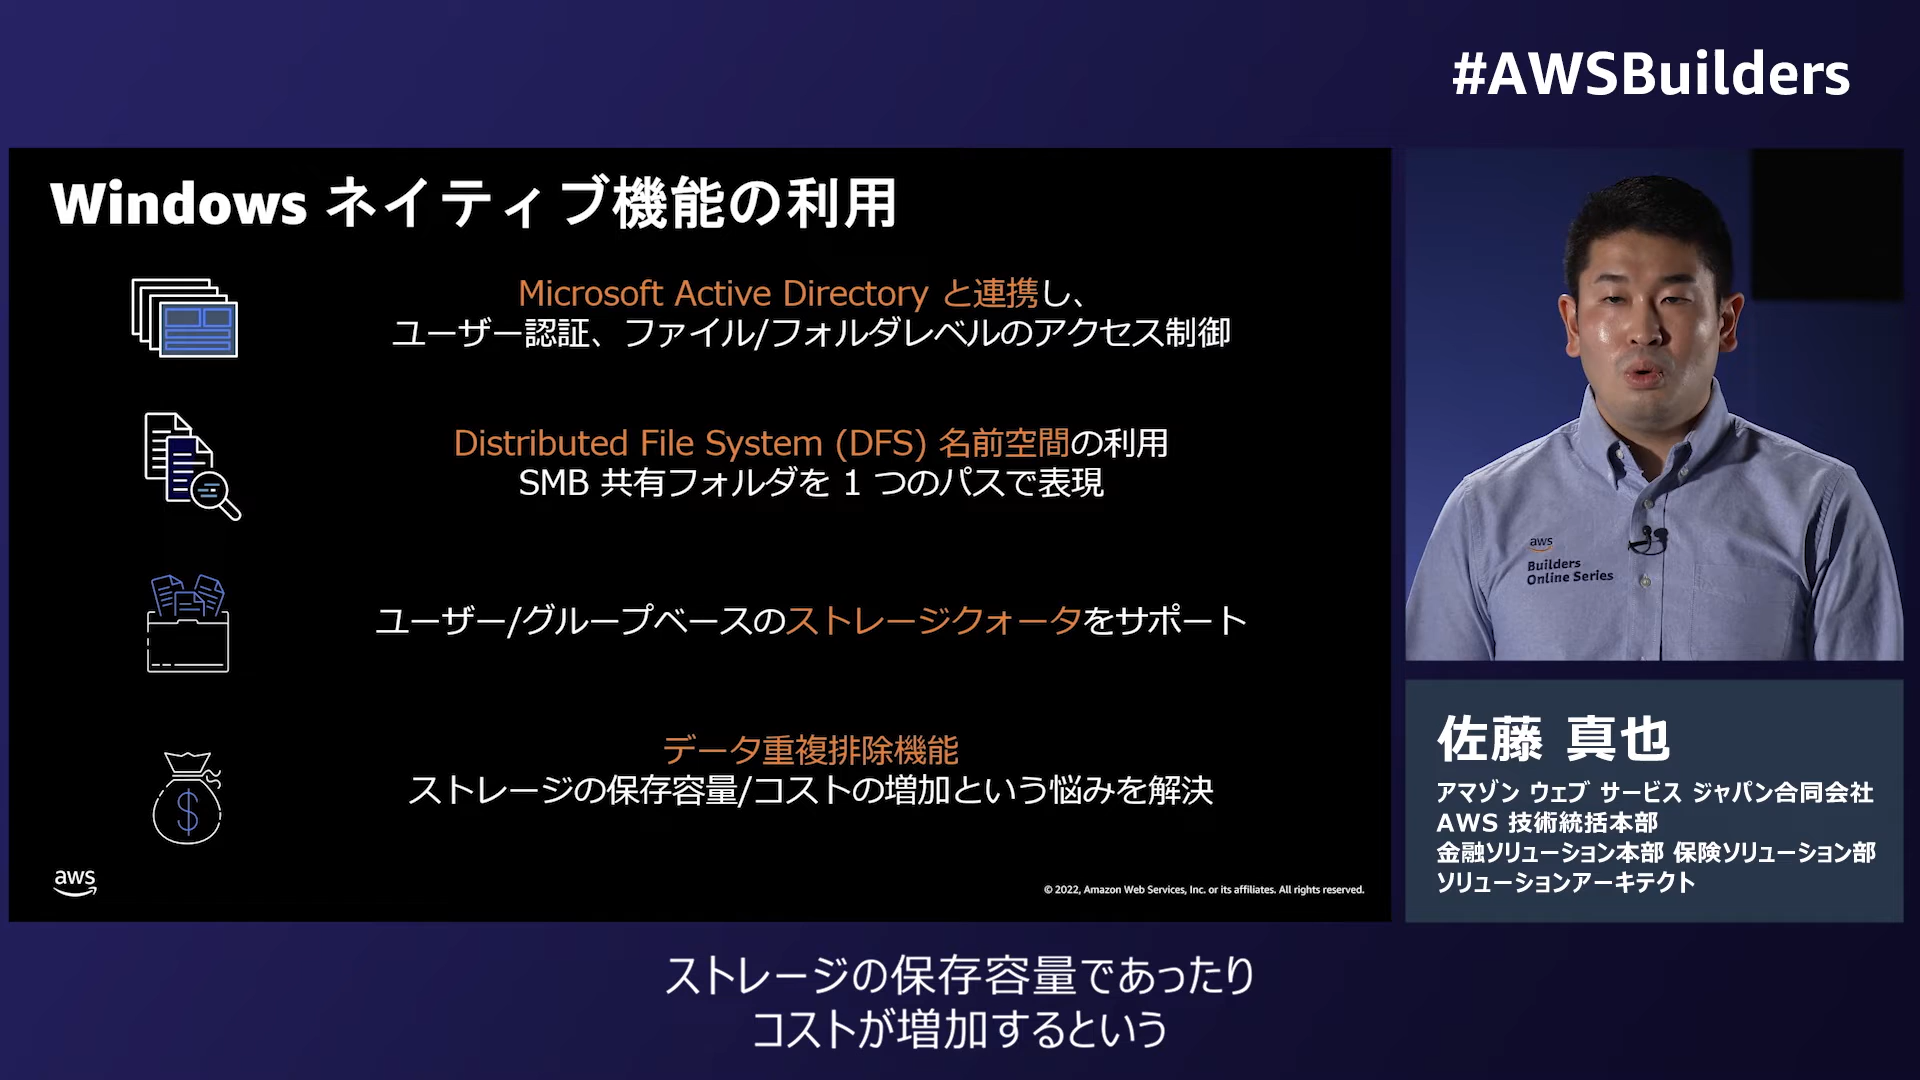 #AWSBuilders
Windows ネイティブ機能の利用
Microsoft Active Directory と連携し、
ユーザー認証、ファイル/フォルダレベルのアクセス制御
Distributed File System (DFS) 名前空間の利用
SMB 共有フォルダを 1 つのパスで表現
ユーザー/グループベースのストレージクォータをサポート
データ重複排除機能
ストレージの保存容量/コストの増加という悩みを解決
aws
© 2022, Amazon Web Services, Inc. or its affiliates. All rights reserved.
aws
Builders
Online Series
佐藤 真也
アマゾン ウェブ サービス ジャパン合同会社
AWS 技術統括本部
金融ソリューション本部 保険ソリューション部
ソリューションアーキテクト
ストレージの保存容量であったり
コストが増加するという